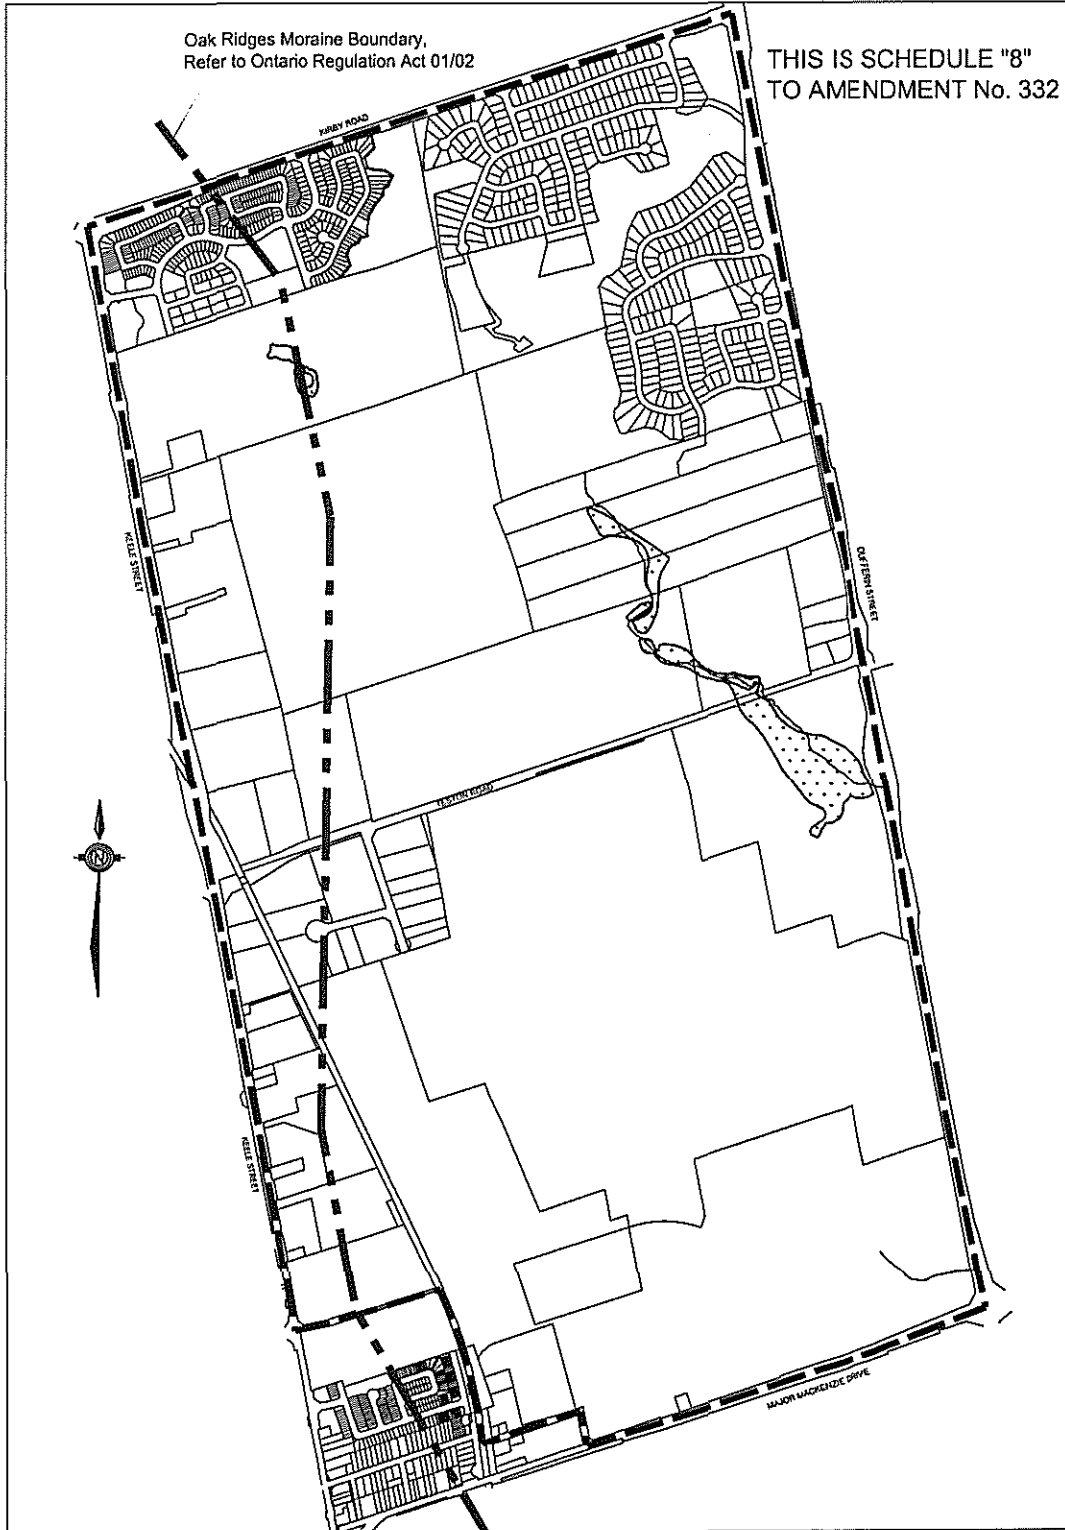 Oak Ridges Moraine Boundary,
Refer to Ontario Regulation Act 01/02
THIS IS SCHEDULE "8"
TO AMENDMENT No. 332
KIRBY ROAD
KEELE STREET
DUFFERIN STREET
TESTON ROAD
KEELE STREET
MAJOR MACKENZIE DRIVE